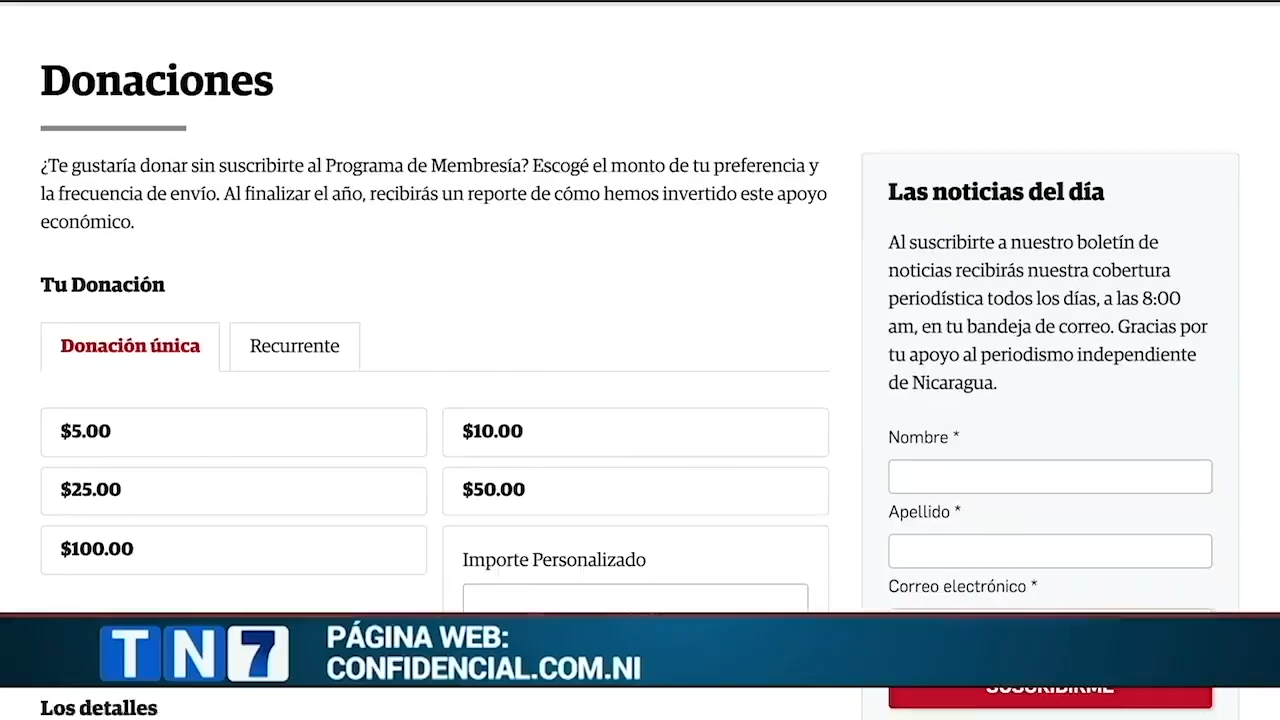 Donaciones
¿Te gustaría donar sin suscribirte al Programa de Membresía? Escogé el monto de tu preferencia y
la frecuencia de envío. Al finalizar el año, recibirás un reporte de cómo hemos invertido este apoyo
económico.
Tu Donación
Donación única
Recurrente
$5.00
$10.00
$25.00
$50.00
$100.00
Importe Personalizado
Las noticias del día
Al suscribirte a nuestro boletín de
noticias recibirás nuestra cobertura
periodística todos los días, a las 8:00
am, en tu bandeja de correo. Gracias por
tu apoyo al periodismo independiente
de Nicaragua.
Nombre *
Apellido *
Correo electrónico *
SUSCRIBIRME
TN7
PÁGINA WEB:
CONFIDENCIAL.COM.NI
Los detalles